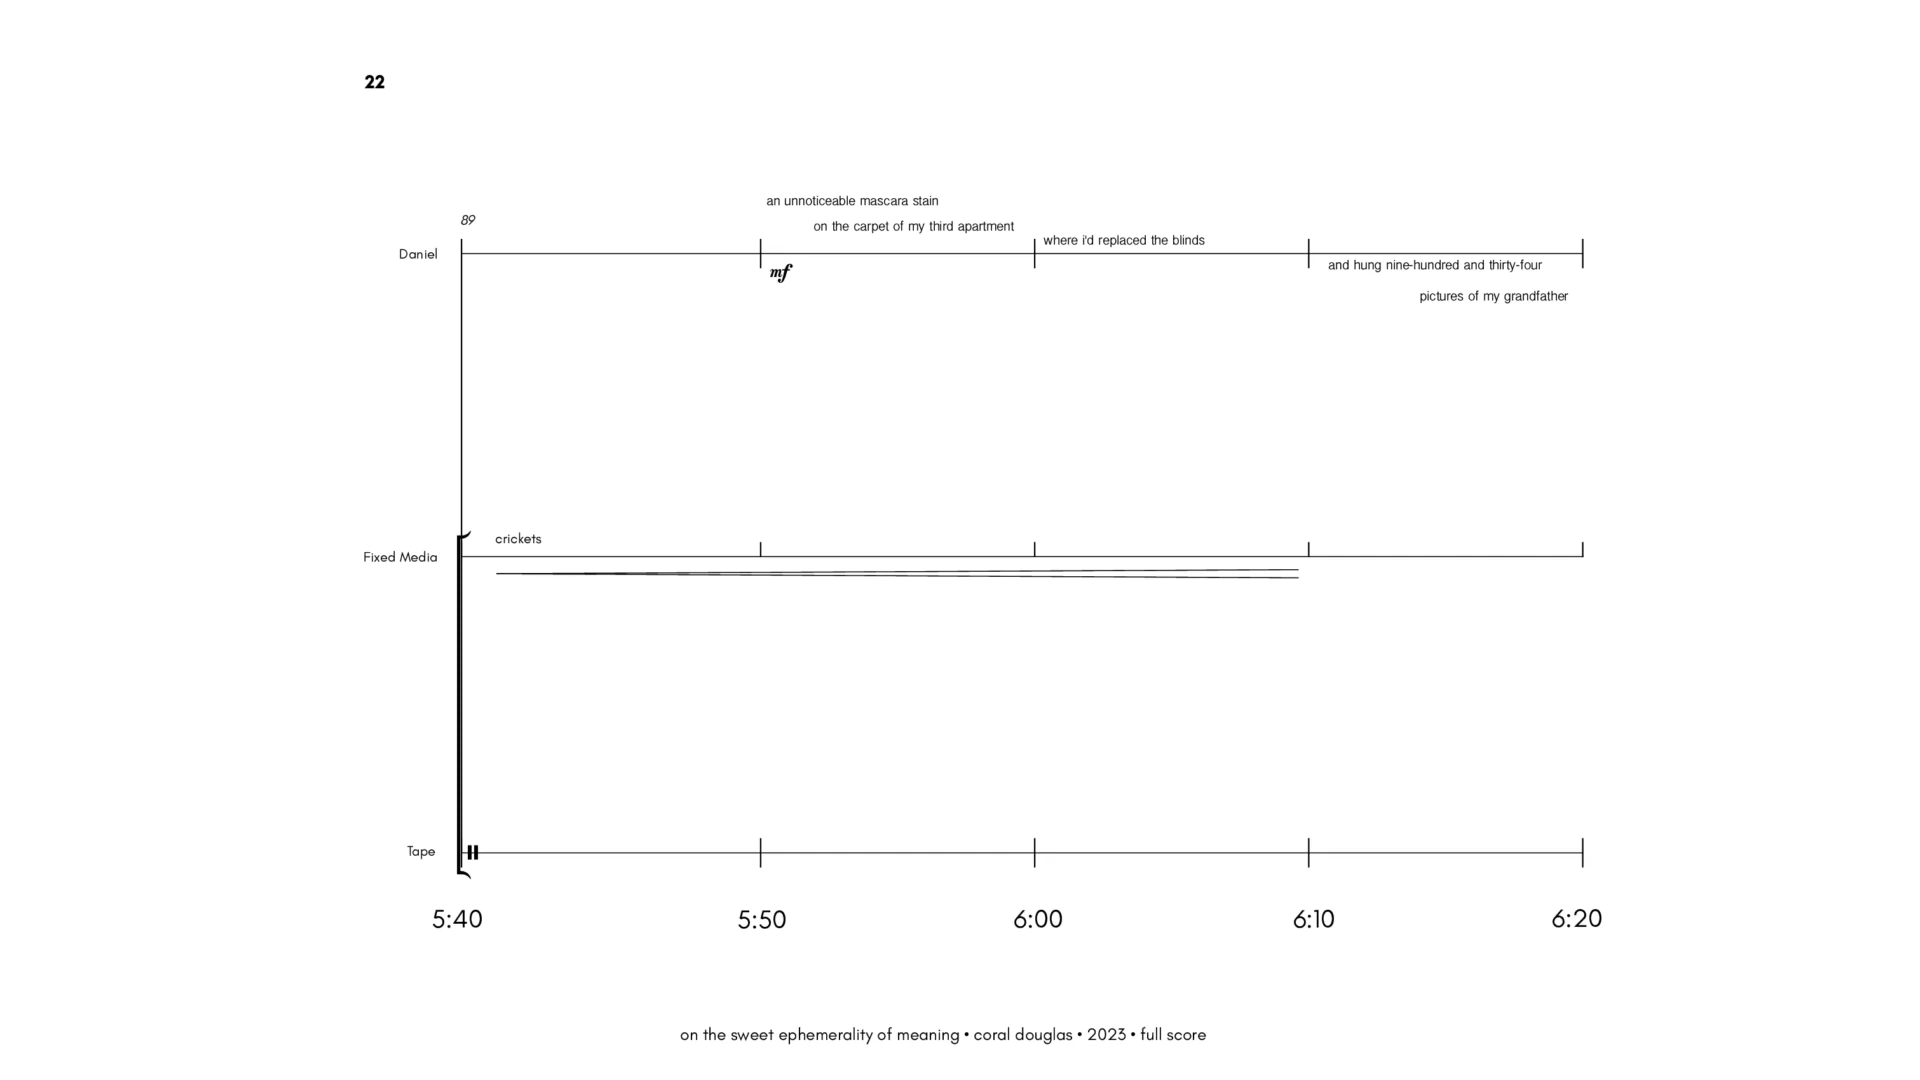 22
an unnoticeable mascara stain
on the carpet of my third apartment
89
where i'd replaced the blinds
Daniel
and hung nine-hundred and thirty-four
mf
pictures of my grandfather
crickets
Fixed Media
Tape
5:40
5:50
6:00
6:10
6:20
on the sweet ephemerality of meaning • coral douglas • 2023 • full score